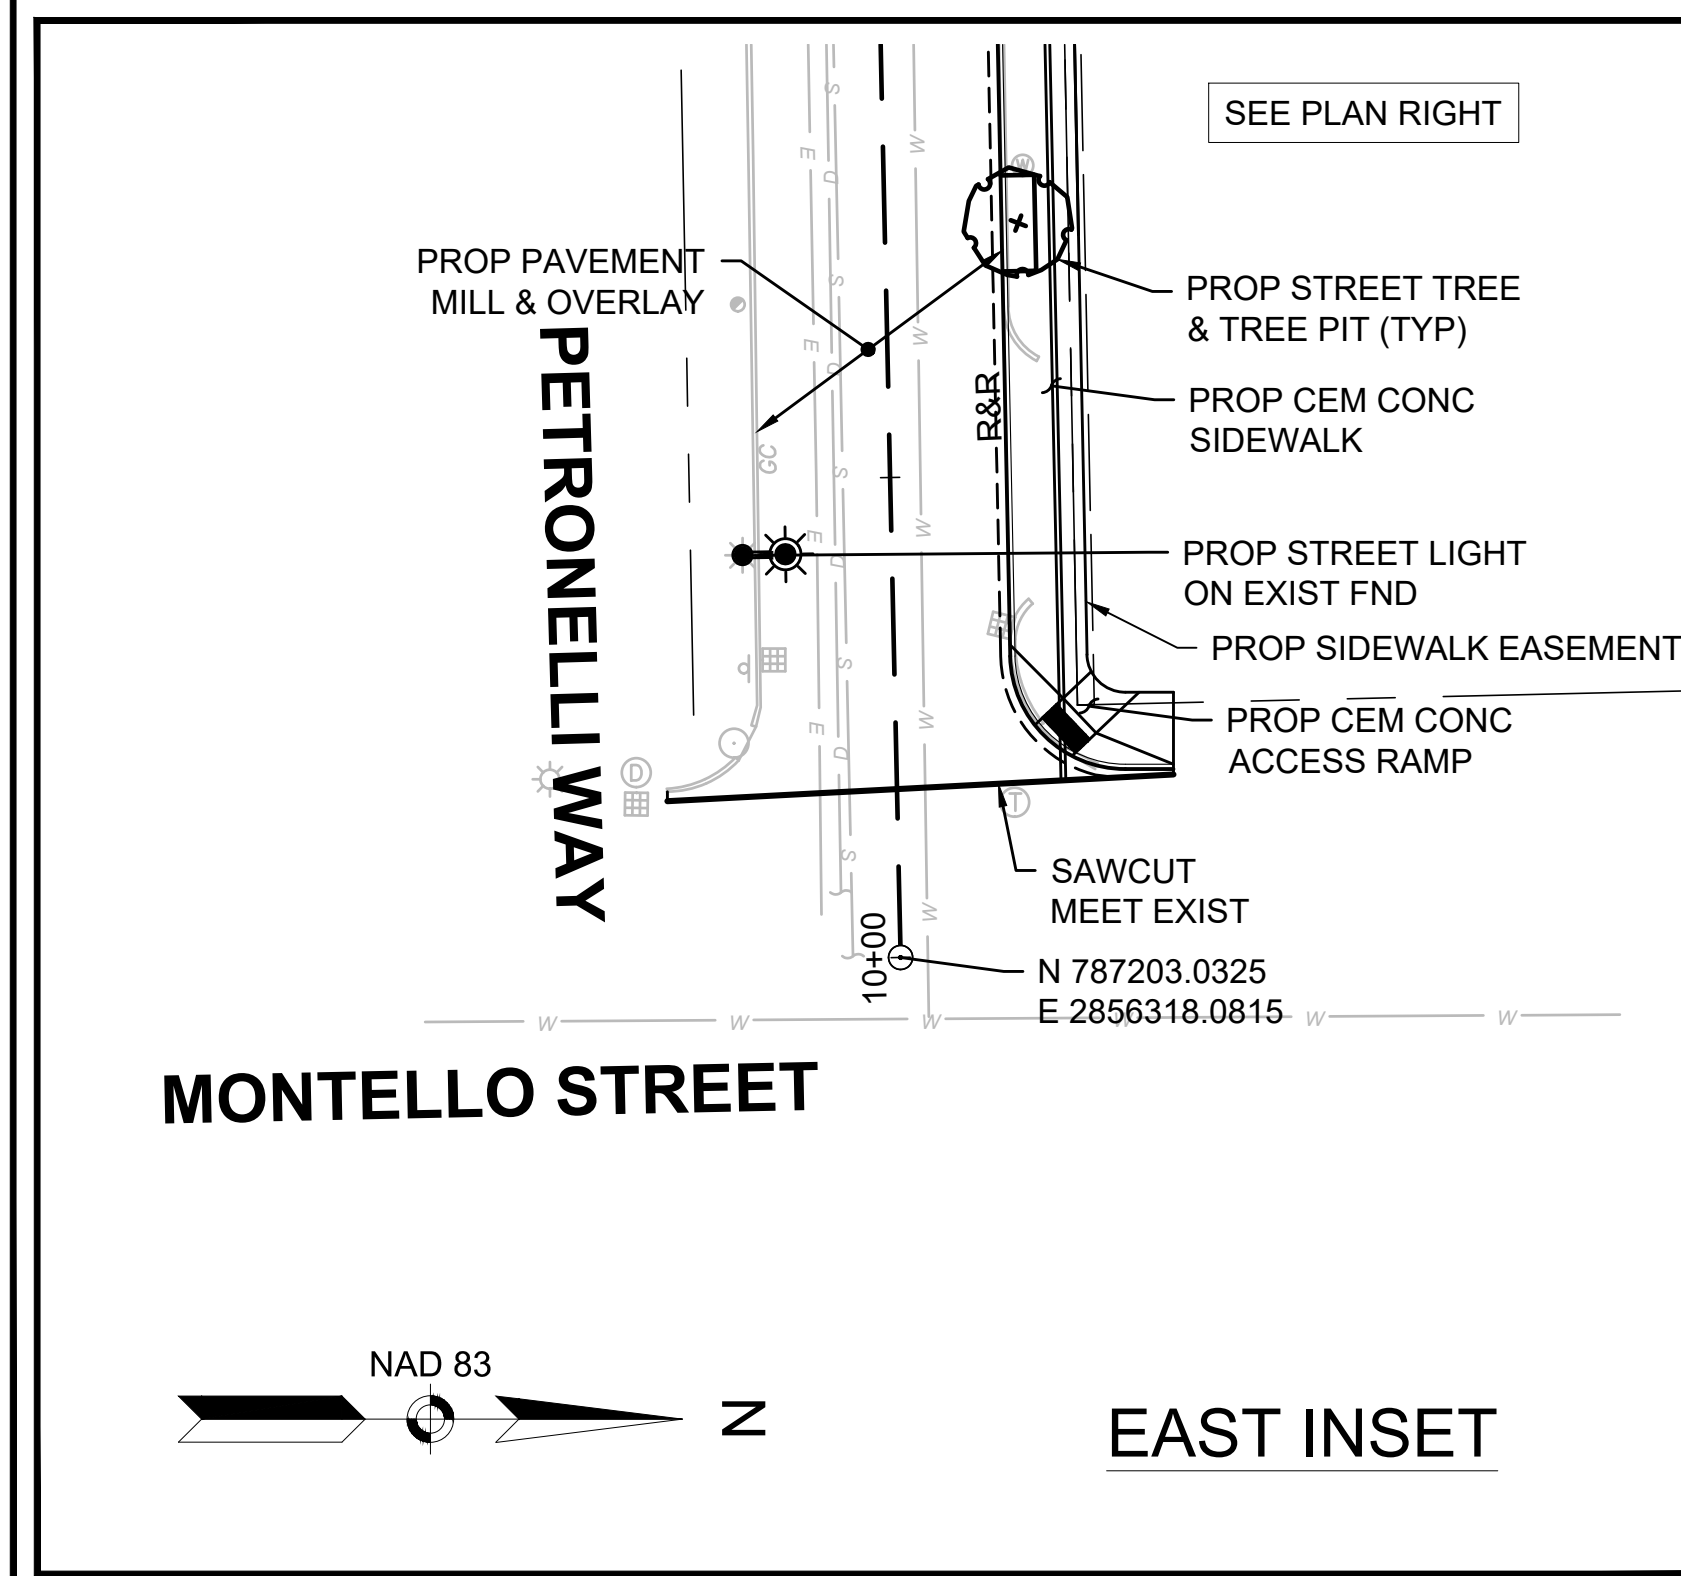 SEE PLAN RIGHT
PROP PAVEMENT
MILL & OVERLAY
PROP STREET TREE
& TREE PIT (TYP)
PROP CEM CONC
SIDEWALK
R&R
GC
PETRONELLI WAY
PROP STREET LIGHT
ON EXIST FND
PROP SIDEWALK EASEMENT
PROP CEM CONC
ACCESS RAMP
SAWCUT
MEET EXIST
10+00
N 787203.0325
E 2856318.0815
E
E
E
E
D
D
D
D
S
S
S
S
S
W
W
W
W
W
W
D
T
W
W
W
W
W
W
MONTELLO STREET
NAD 83
N
EAST INSET